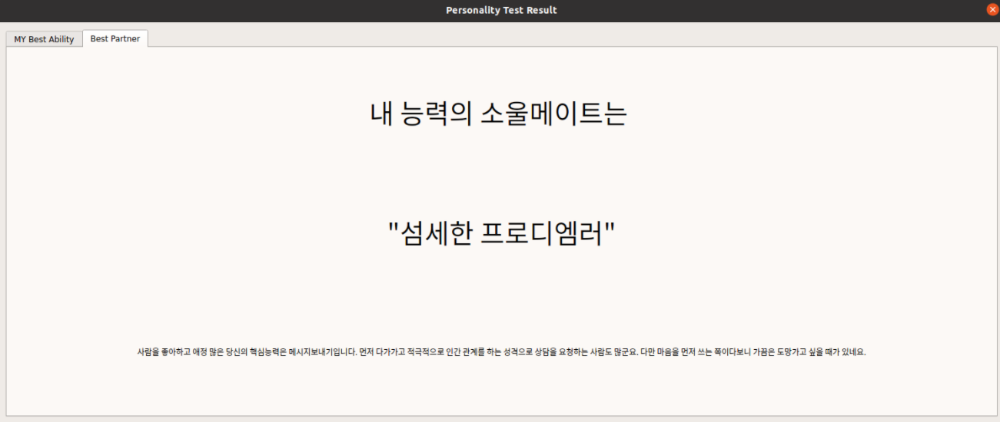 Personality Test Result
MY Best Ability
Best Partner
내 능력의 소울메이트는
"섬세한 프로디엠러"
사람을 좋아하고 애정 많은 당신의 핵심능력은 메시지보내기입니다. 먼저 다가가고 적극적으로 인간 관계를 하는 성격으로 상담을 요청하는 사람도 많군요. 다만 마음을 먼저 쓰는 쪽이다보니 가끔은 도망가고 싶을 때가 있네요.